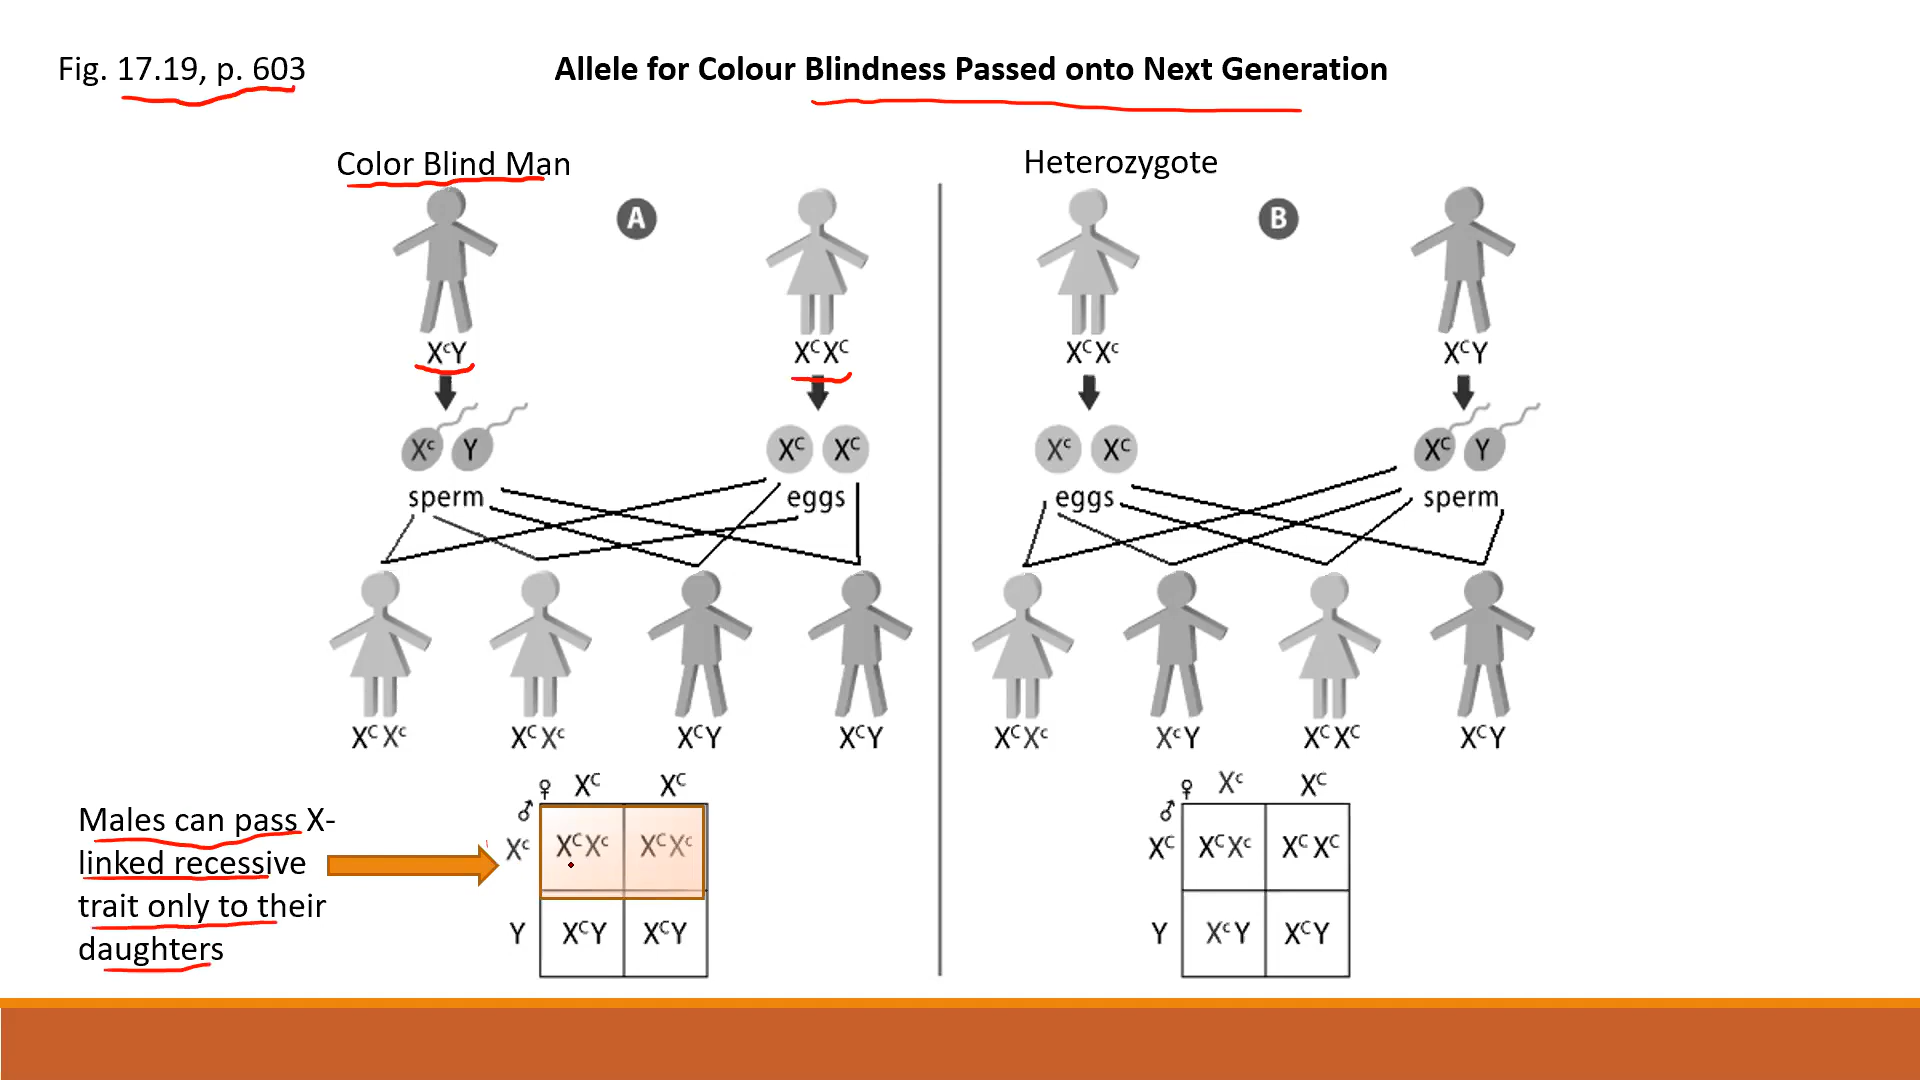 Fig. 17.19, p. 603
Allele for Colour Blindness Passed onto Next Generation
Color Blind Man
Heterozygote
A
B
XᶜY
XCXC
XCXᶜ
XCY
Xᶜ Y
XC XC
Xᶜ XC
XC Y
sperm
eggs
eggs
sperm
XCXᶜ
XCXᶜ
XCY
XCY
XCXᶜ
XᶜY
XCXC
XCY
♀ XC XC
♂
Xᶜ XCXᶜ XCXᶜ
Y XCY XCY
♀ Xᶜ XC
♂
XC XCXᶜ XCXC
Y XᶜY XCY
Males can pass X-
linked recessive
trait only to their
daughters